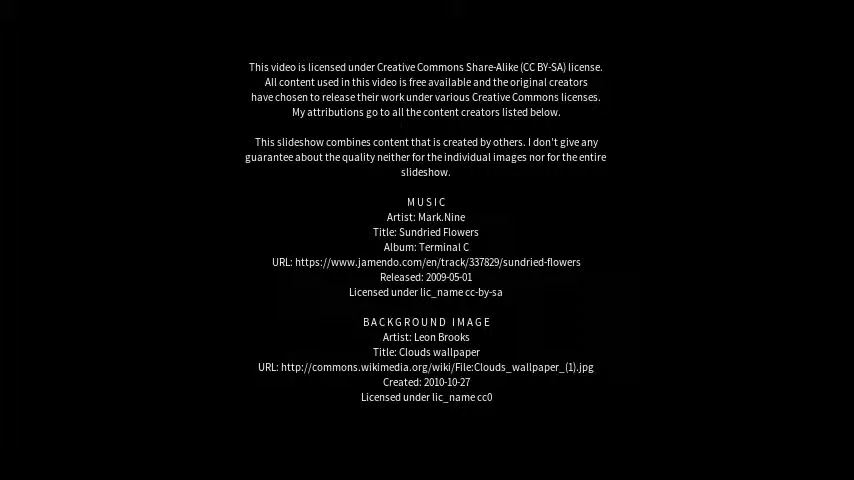 This video is licensed under Creative Commons Share-Alike (CC BY-SA) license.
All content used in this video is free available and the original creators
have chosen to release their work under various Creative Commons licenses.
My attributions go to all the content creators listed below.
This slideshow combines content that is created by others. I don't give any
guarantee about the quality neither for the individual images nor for the entire
slideshow.
M U S I C
Artist: Mark.Nine
Title: Sundried Flowers
Album: Terminal C
URL: https://www.jamendo.com/en/track/337829/sundried-flowers
Released: 2009-05-01
Licensed under lic_name cc-by-sa
B A C K G R O U N D   I M A G E
Artist: Leon Brooks
Title: Clouds wallpaper
URL: http://commons.wikimedia.org/wiki/File:Clouds_wallpaper_(1).jpg
Created: 2010-10-27
Licensed under lic_name cc0